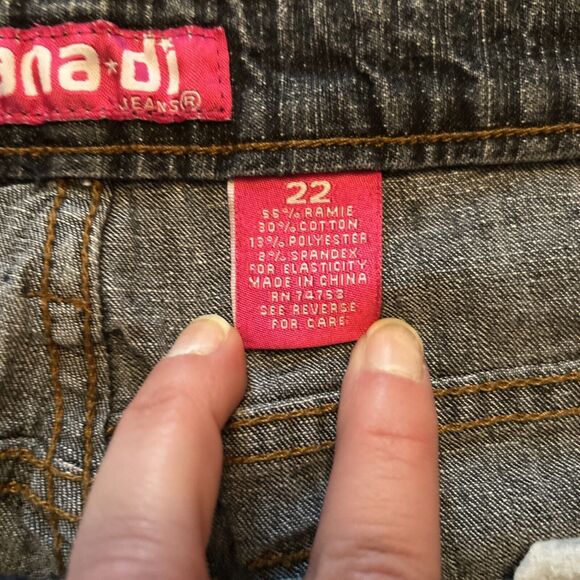 ana★di
JEANS®
22
55% RAMIE
30% COTTON
13% POLYESTER
2% SPANDEX
FOR ELASTICITY
MADE IN CHINA
RN 74753
SEE REVERSE
FOR CARE